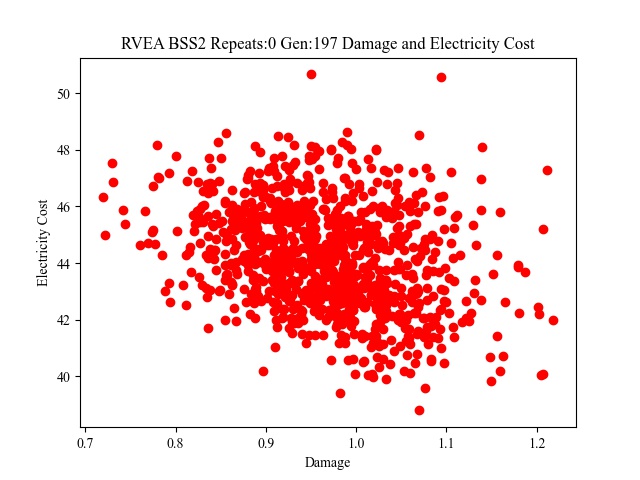 RVEA BSS2 Repeats:0 Gen:197 Damage and Electricity Cost
50
48
46
44
42
40
Electricity Cost
0.7 0.8 0.9 1.0 1.1 1.2
Damage